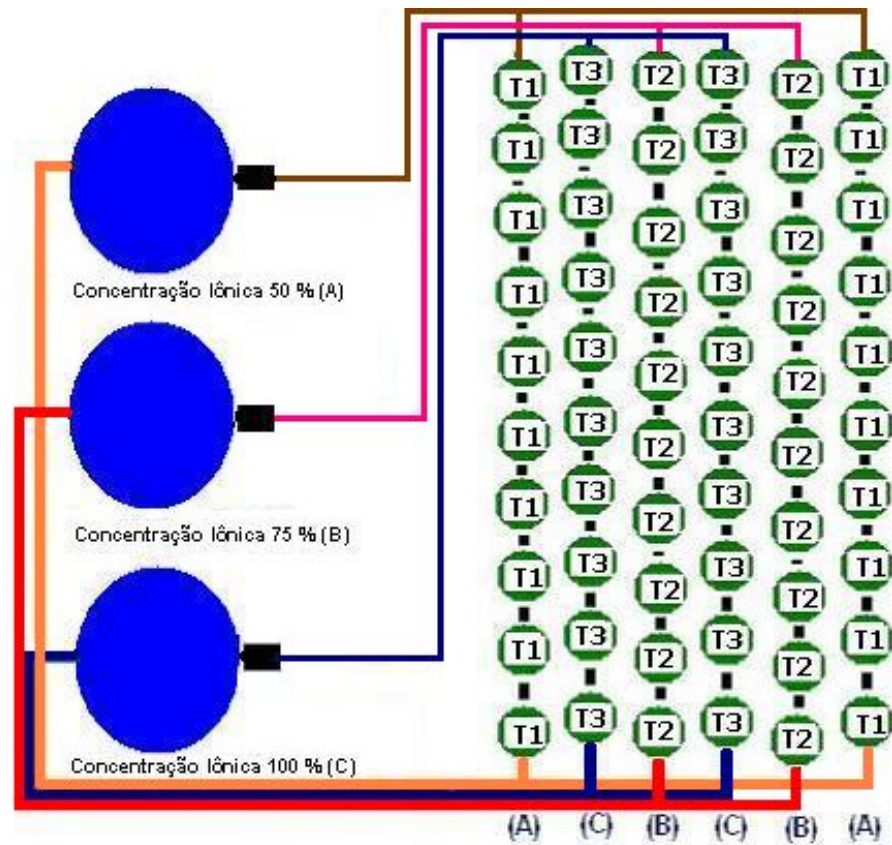 T1 T3 T2 T3 T2 T1
T1 T3 T2 T3 T2 T1
T1 T3 T2 T3 T2 T1
Concentração Iônica 50 % (A)
T1 T3 T2 T3 T2 T1
T1 T3 T2 T3 T2 T1
T1 T3 T2 T3 T2 T1
T1 T3 T2 T3 T2 T1
Concentração Iônica 75 % (B)
T1 T3 T2 T3 T2 T1
T1 T3 T2 T3 T2 T1
T1 T3 T2 T3 T2 T1
Concentração Iônica 100 % (C)
(A) (C) (B) (C) (B) (A)